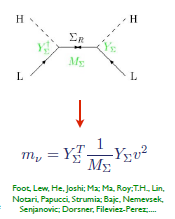 H H
Σ_R
Y_Σ^† Y_Σ
M_Σ
L L
m_ν = Y_Σ^T 1/M_Σ Y_Σ v^2
Foot, Lew, He, Joshi; Ma; Ma, Roy;T.H., Lin,
Notari, Papucci, Strumia; Bajc, Nemevsek,
Senjanovic; Dorsner, Fileviez-Perez;....